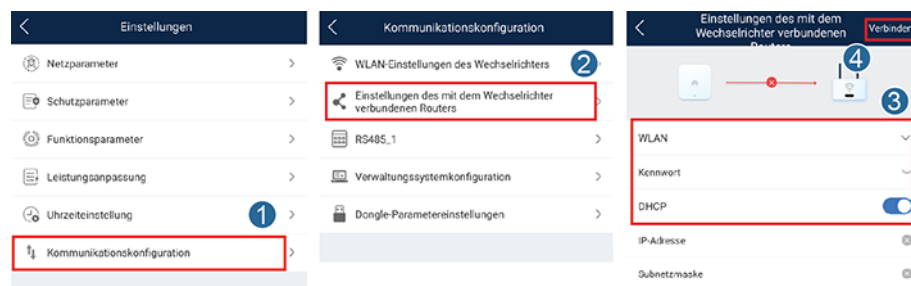 Einstellungen
Netzparameter
Schutzparameter
Funktionsparameter
Leistungsanpassung
Uhrzeiteinstellung
1
Kommunikationskonfiguration
Kommunikationskonfiguration
WLAN-Einstellungen des Wechselrichters
2
Einstellungen des mit dem Wechselrichter
verbundenen Routers
RS485_1
Verwaltungssystemkonfiguration
Dongle-Parametereinstellungen
Einstellungen des mit dem
Wechselrichter verbundenen
Routers
Verbinden
4
3
WLAN
Kennwort
DHCP
IP-Adresse
Subnetzmaske